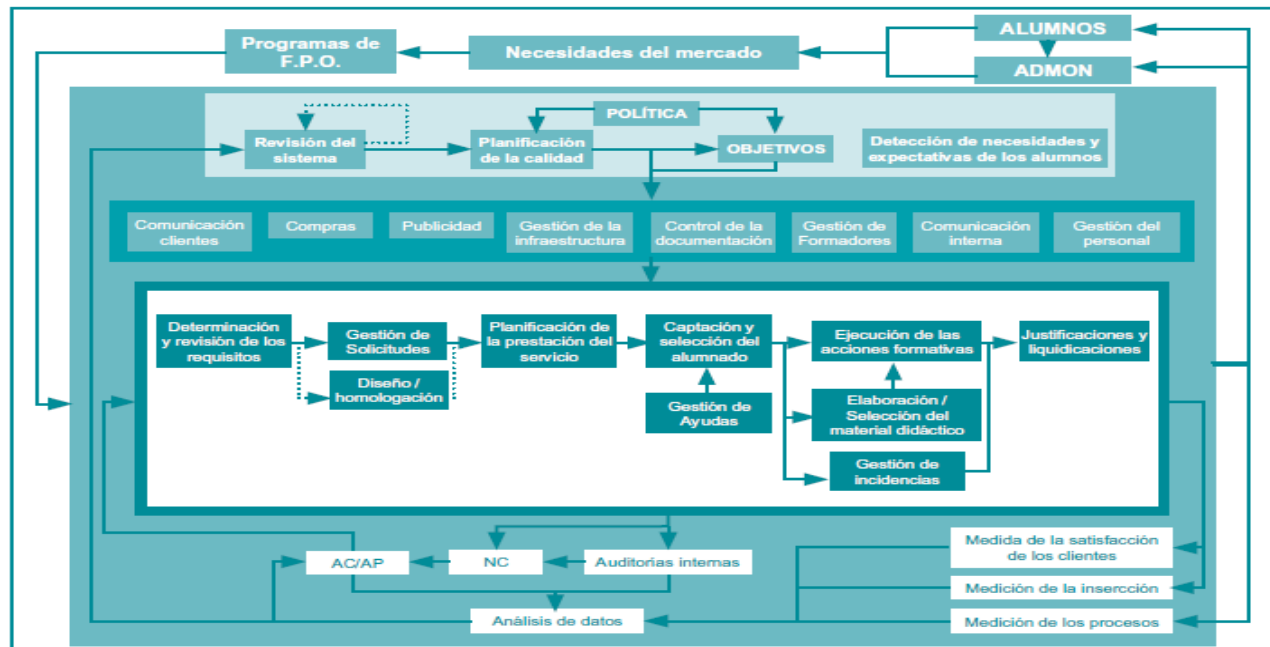 Programas de
F.P.O.
Necesidades del mercado
ALUMNOS
ADMON
POLÍTICA
Revisión del
sistema
Planificación
de la calidad
OBJETIVOS
Detección de necesidades y
expectativas de los alumnos
Comunicación
clientes
Compras
Publicidad
Gestión de la
infraestructura
Control de la
documentación
Gestión de
Formadores
Comunicación
interna
Gestión del
personal
Determinación
y revisión de los
requisitos
Gestión de
Solicitudes
Diseño /
homologación
Planificación de
la prestación del
servicio
Captación y
selección del
alumnado
Gestión de
Ayudas
Ejecución de las
acciones formativas
Elaboración /
Selección del
material didáctico
Gestión de
incidencias
Justificaciones y
liquidicaciones
AC/AP
NC
Auditorias internas
Análisis de datos
Medida de la satisfacción
de los clientes
Medición de la insercción
Medición de los procesos